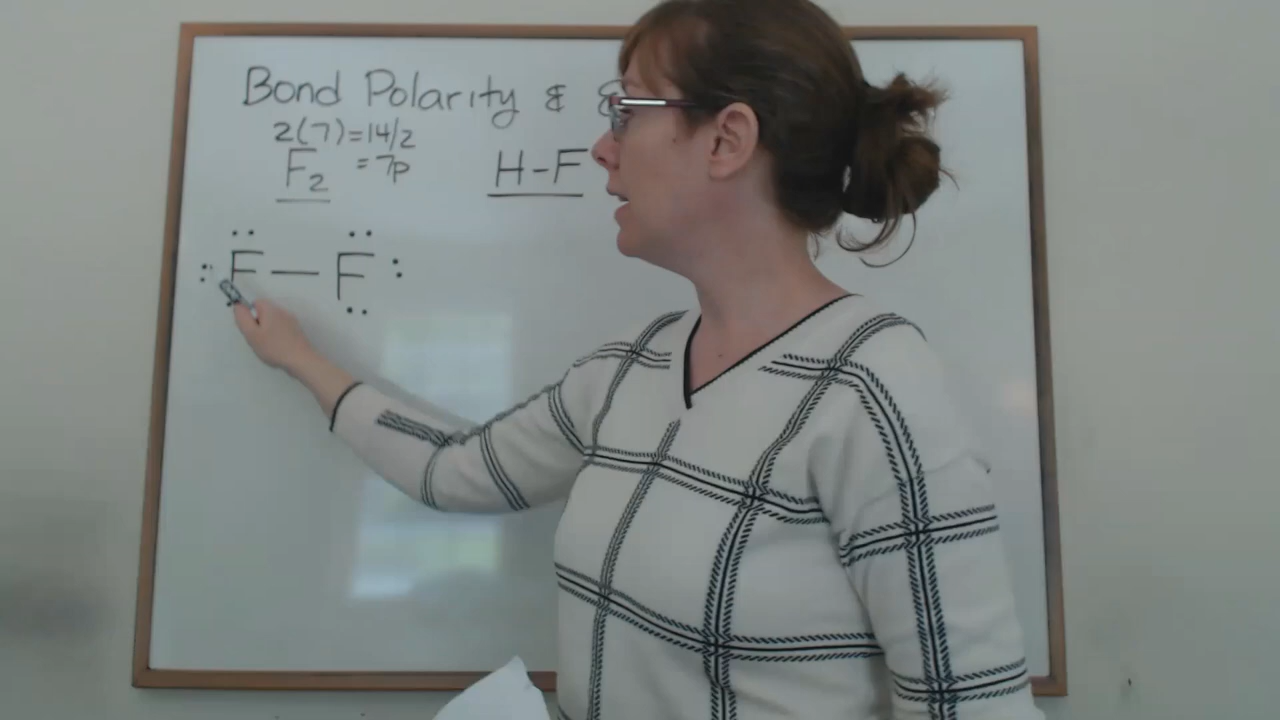 Bond Polarity &
2(7)=14/2
F2 =7p
H-F
:F—F: